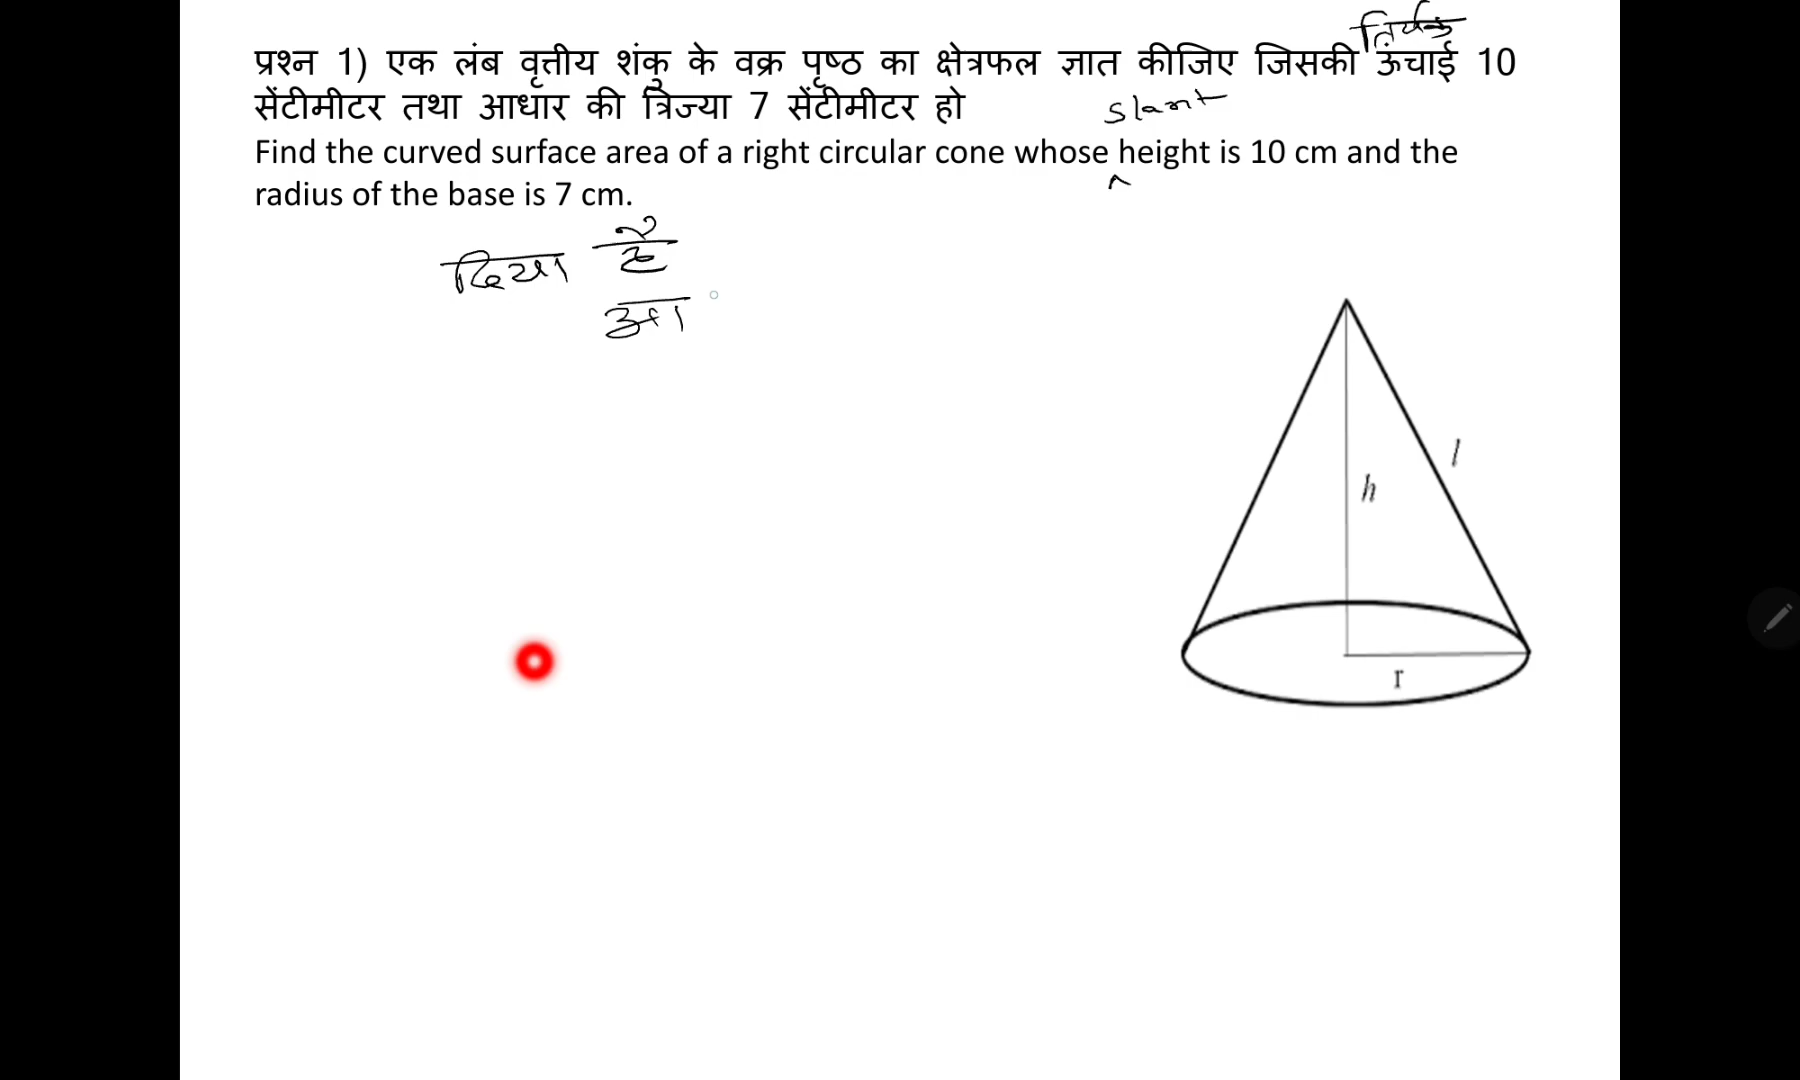 तिर्यक
प्रश्न 1) एक लंब वृत्तीय शंकु के वक्र पृष्ठ का क्षेत्रफल ज्ञात कीजिए जिसकी ऊंचाई 10
सेंटीमीटर तथा आधार की त्रिज्या 7 सेंटीमीटर हो
slant
Find the curved surface area of a right circular cone whose height is 10 cm and the
radius of the base is 7 cm.
दिया है
आ
l
h
r